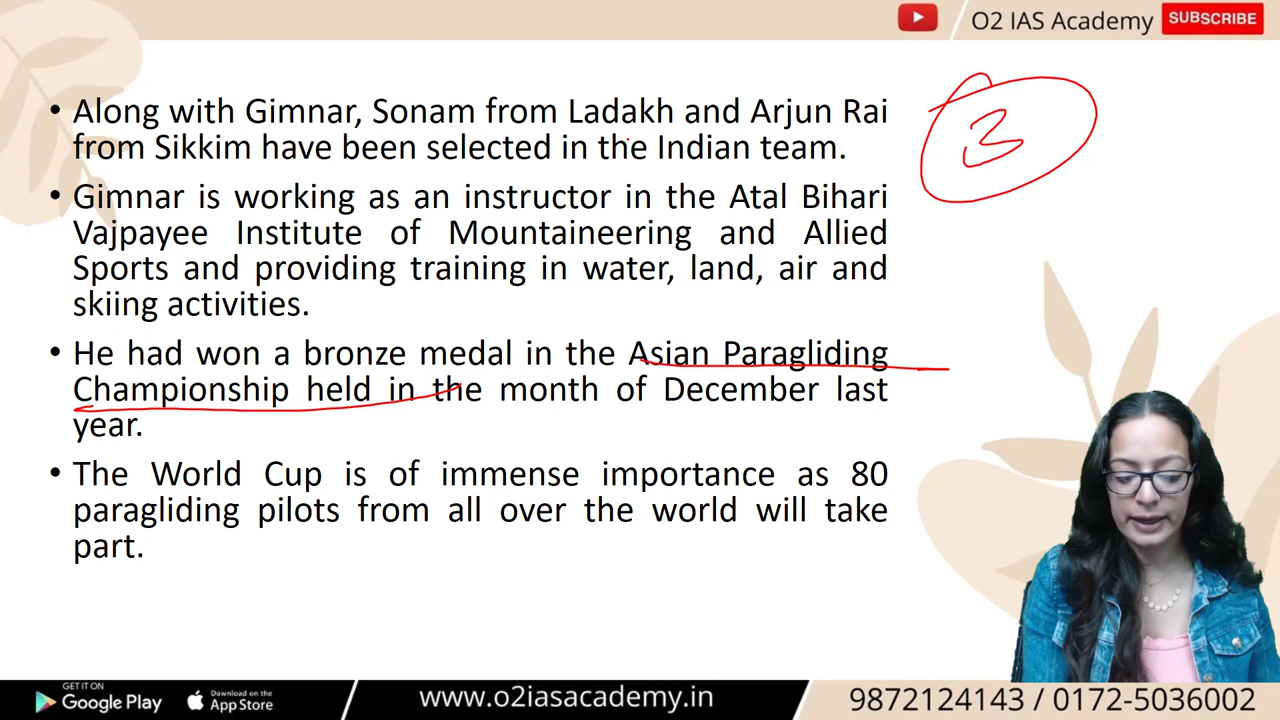 O2 IAS Academy SUBSCRIBE
• Along with Gimnar, Sonam from Ladakh and Arjun Rai
from Sikkim have been selected in the Indian team.
3
• Gimnar is working as an instructor in the Atal Bihari
Vajpayee Institute of Mountaineering and Allied
Sports and providing training in water, land, air and
skiing activities.
• He had won a bronze medal in the Asian Paragliding
Championship held in the month of December last
year.
• The World Cup is of immense importance as 80
paragliding pilots from all over the world will take
part.
GET IT ON
Google Play
Download on the
App Store
www.o2iasacademy.in
9872124143 / 0172-5036002